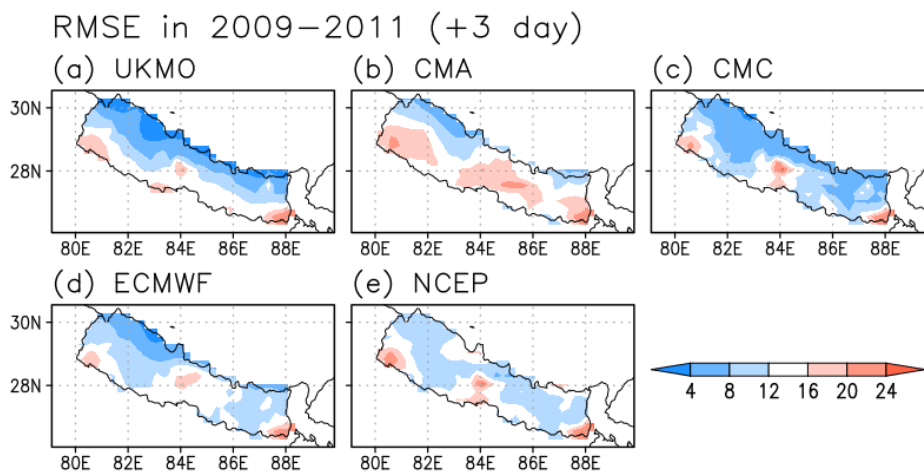 RMSE in 2009-2011 (+3 day)
(a) UKMO
(b) CMA
(c) CMC
30N
28N
80E 82E 84E 86E 88E
80E 82E 84E 86E 88E
80E 82E 84E 86E 88E
(d) ECMWF
(e) NCEP
30N
28N
80E 82E 84E 86E 88E
80E 82E 84E 86E 88E
4 8 12 16 20 24